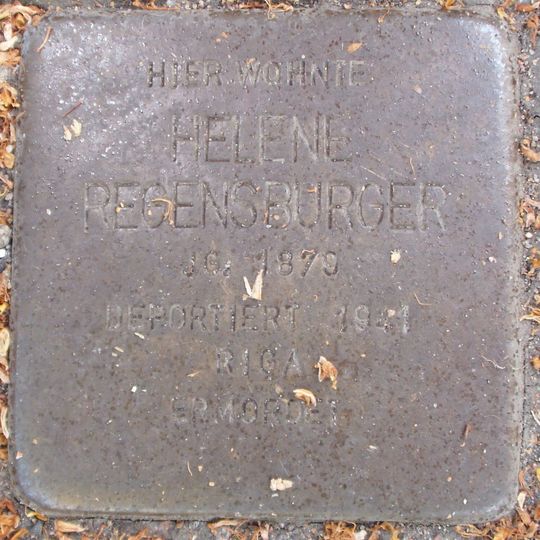 HIER WOHNTE
HELENE
REGENSBURGER
JG. 1879
DEPORTIERT 1941
RIGA
ERMORDET